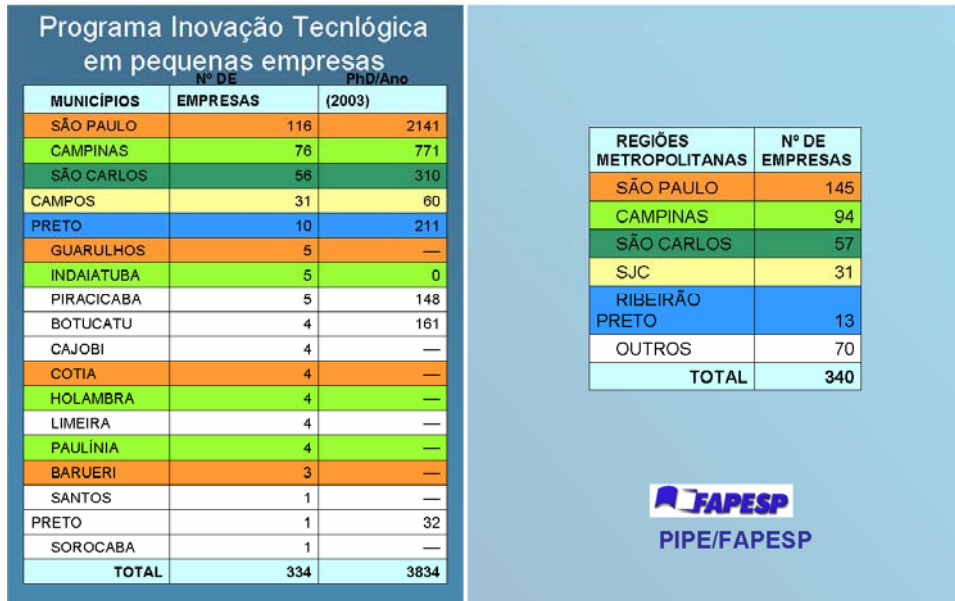 Programa Inovação Tecnlógica
em pequenas empresas
MUNICÍPIOS Nº DE EMPRESAS PhD/Ano (2003)
SÃO PAULO 116 2141
CAMPINAS 76 771
SÃO CARLOS 56 310
CAMPOS 31 60
PRETO 10 211
GUARULHOS 5 —
INDAIATUBA 5 0
PIRACICABA 5 148
BOTUCATU 4 161
CAJOBI 4 —
COTIA 4 —
HOLAMBRA 4 —
LIMEIRA 4 —
PAULÍNIA 4 —
BARUERI 3 —
SANTOS 1 —
PRETO 1 32
SOROCABA 1 —
TOTAL 334 3834
REGIÕES METROPOLITANAS Nº DE EMPRESAS
SÃO PAULO 145
CAMPINAS 94
SÃO CARLOS 57
SJC 31
RIBEIRÃO
PRETO 13
OUTROS 70
TOTAL 340
FAPESP
PIPE/FAPESP